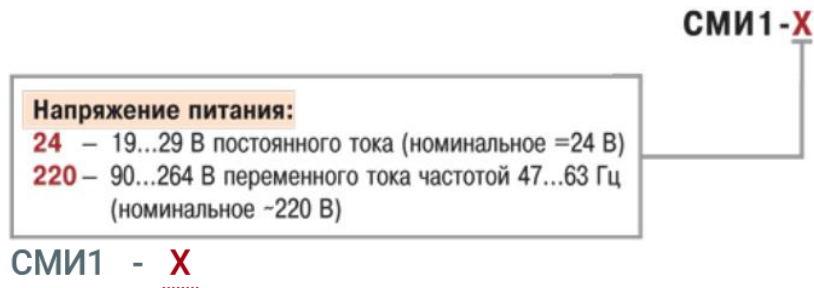 СМИ1-X
Напряжение питания:
24 – 19...29 В постоянного тока (номинальное =24 В)
220 – 90...264 В переменного тока частотой 47...63 Гц
(номинальное ~220 В)
СМИ1 - X